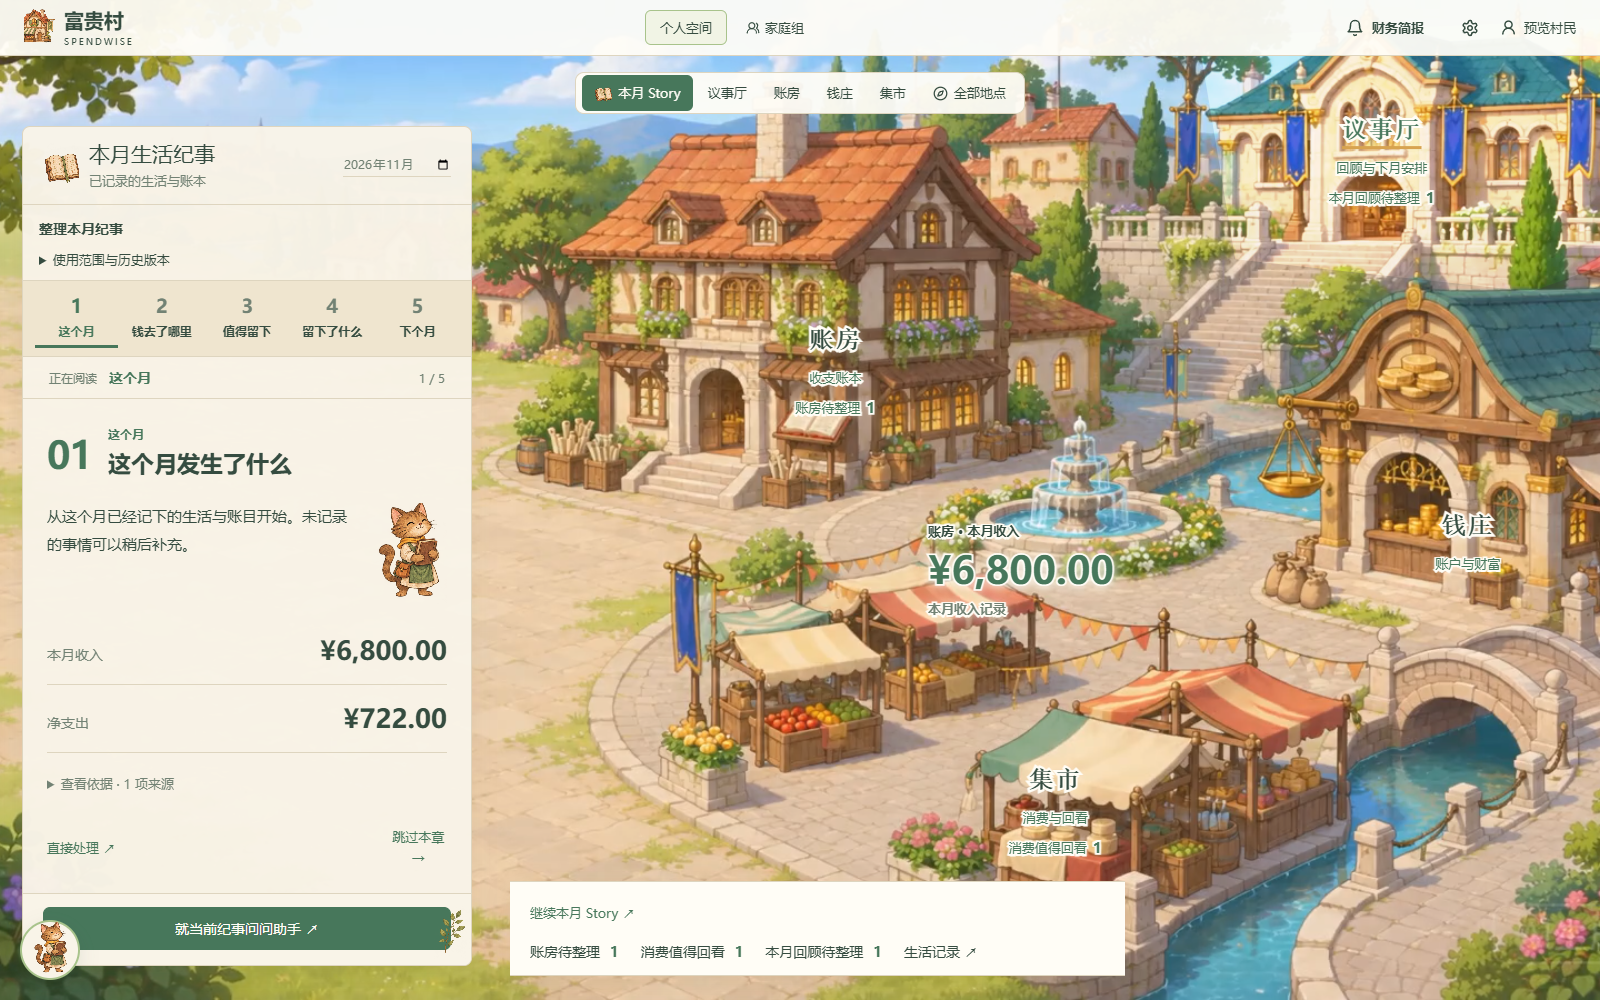 富贵村
SPENDWISE
个人空间
家庭组
财务简报
预览村民
本月 Story
议事厅
账房
钱庄
集市
全部地点
本月生活纪事
已记录的生活与账本
2026年11月
整理本月纪事
使用范围与历史版本
1
这个月
2
钱去了哪里
3
值得留下
4
留下了什么
5
下个月
正在阅读 这个月
1 / 5
01
这个月
这个月发生了什么
从这个月已经记下的生活与账目开始。未记录
的事情可以稍后补充。
本月收入
¥6,800.00
净支出
¥722.00
查看依据 · 1 项来源
直接处理 ↗
跳过本章
→
就当前纪事问问助手 ↗
议事厅
回顾与下月安排
本月回顾待整理 1
账房
收支账本
账房待整理 1
账房 · 本月收入
¥6,800.00
本月收入记录
钱庄
账户与财富
集市
消费与回看
消费值得回看 1
继续本月 Story ↗
账房待整理 1
消费值得回看 1
本月回顾待整理 1
生活记录 ↗